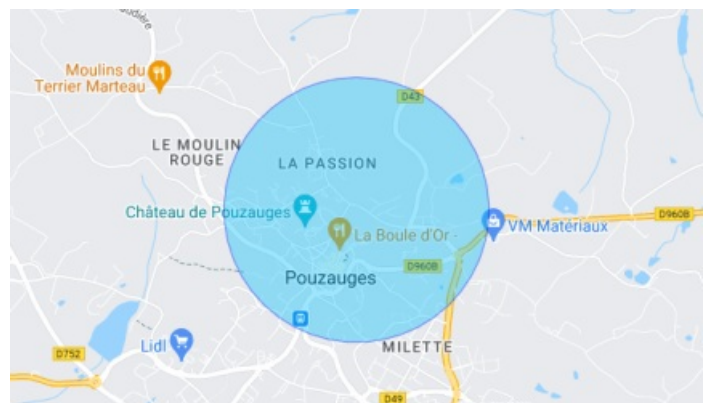 Moulins du
Terrier Marteau
D43
LE MOULIN
ROUGE
LA PASSION
Château de Pouzauges
D960B
VM Matériaux
La Boule d'Or -
D960B
Pouzauges
Lidl
D752
MILETTE
D49